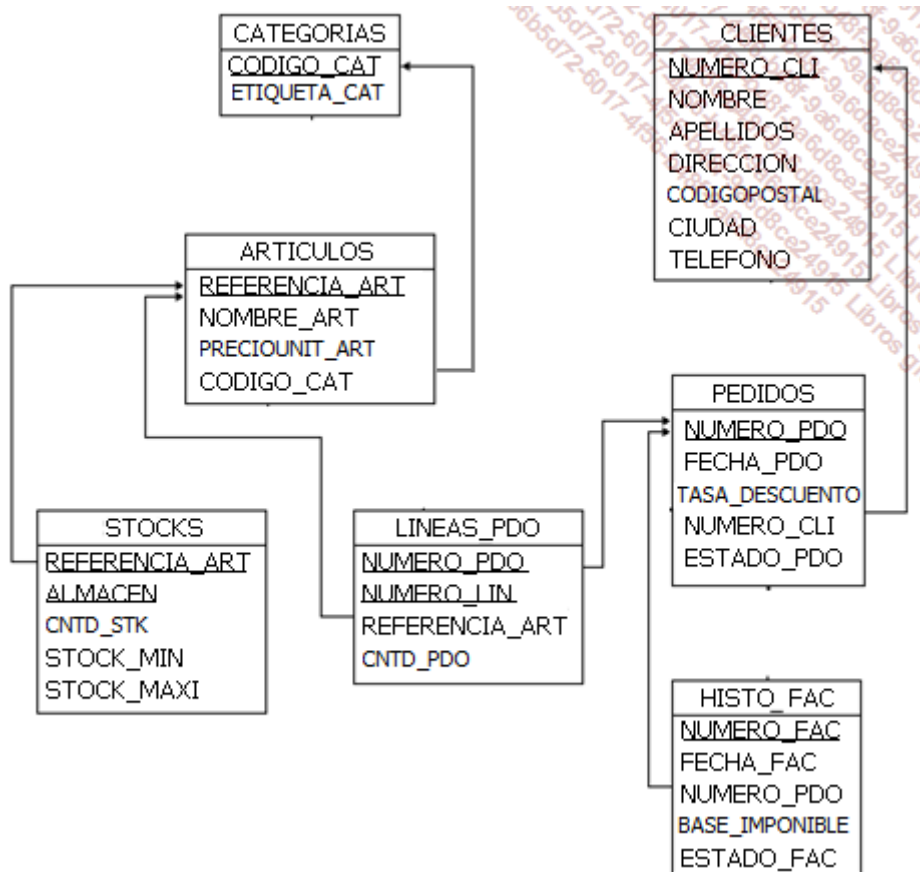 CATEGORIAS
CODIGO_CAT
ETIQUETA_CAT
CLIENTES
NUMERO_CLI
NOMBRE
APELLIDOS
DIRECCION
CODIGOPOSTAL
CIUDAD
TELEFONO
ARTICULOS
REFERENCIA_ART
NOMBRE_ART
PRECIOUNIT_ART
CODIGO_CAT
PEDIDOS
NUMERO_PDO
FECHA_PDO
TASA_DESCUENTO
NUMERO_CLI
ESTADO_PDO
STOCKS
REFERENCIA_ART
ALMACEN
CNTD_STK
STOCK_MIN
STOCK_MAXI
LINEAS_PDO
NUMERO_PDO
NUMERO_LIN
REFERENCIA_ART
CNTD_PDO
HISTO_FAC
NUMERO_FAC
FECHA_FAC
NUMERO_PDO
BASE_IMPONIBLE
ESTADO_FAC